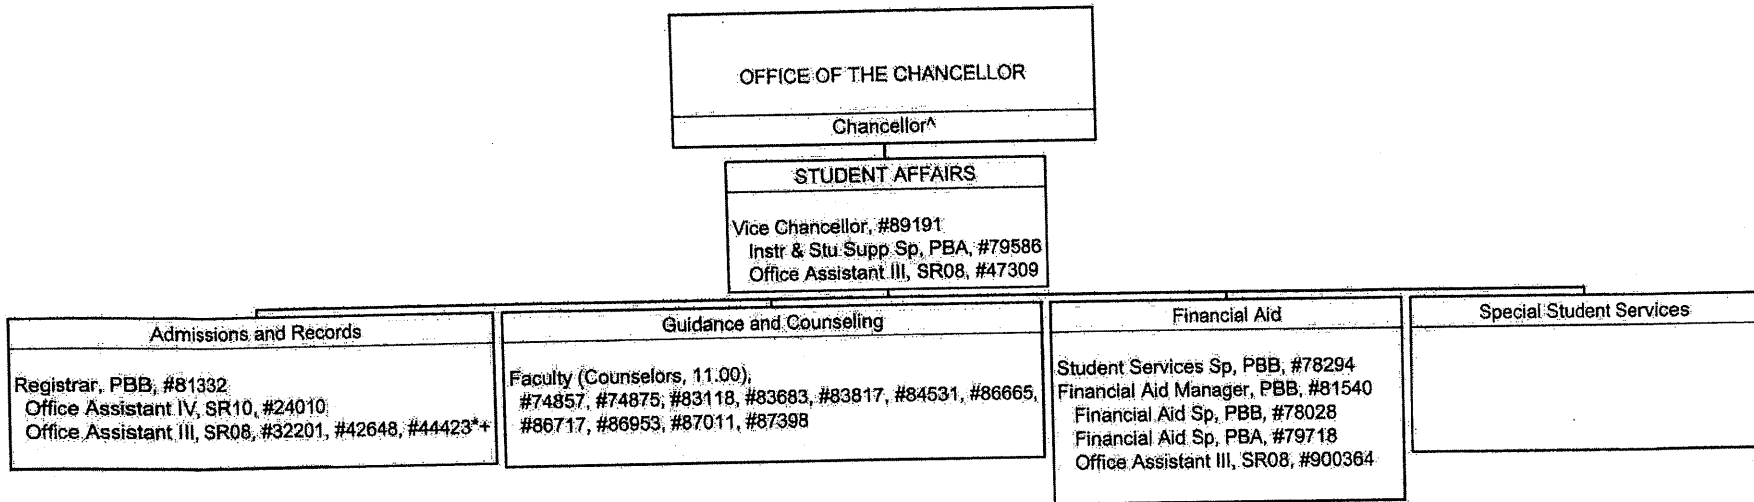 OFFICE OF THE CHANCELLOR
Chancellor^
STUDENT AFFAIRS
Vice Chancellor, #89191
Instr & Stu Supp Sp, PBA, #79586
Office Assistant III, SR08, #47309
Admissions and Records
Registrar, PBB, #81332
Office Assistant IV, SR10, #24010
Office Assistant III, SR08, #32201, #42648, #44423*+
Guidance and Counseling
Faculty (Counselors, 11.00),
#74857, #74875, #83118, #83683, #83817, #84531, #86665,
#86717, #86953, #87011, #87398
Financial Aid
Student Services Sp, PBB, #78294
Financial Aid Manager, PBB, #81540
Financial Aid Sp, PBB, #78028
Financial Aid Sp, PBA, #79718
Office Assistant III, SR08, #900364
Special Student Services